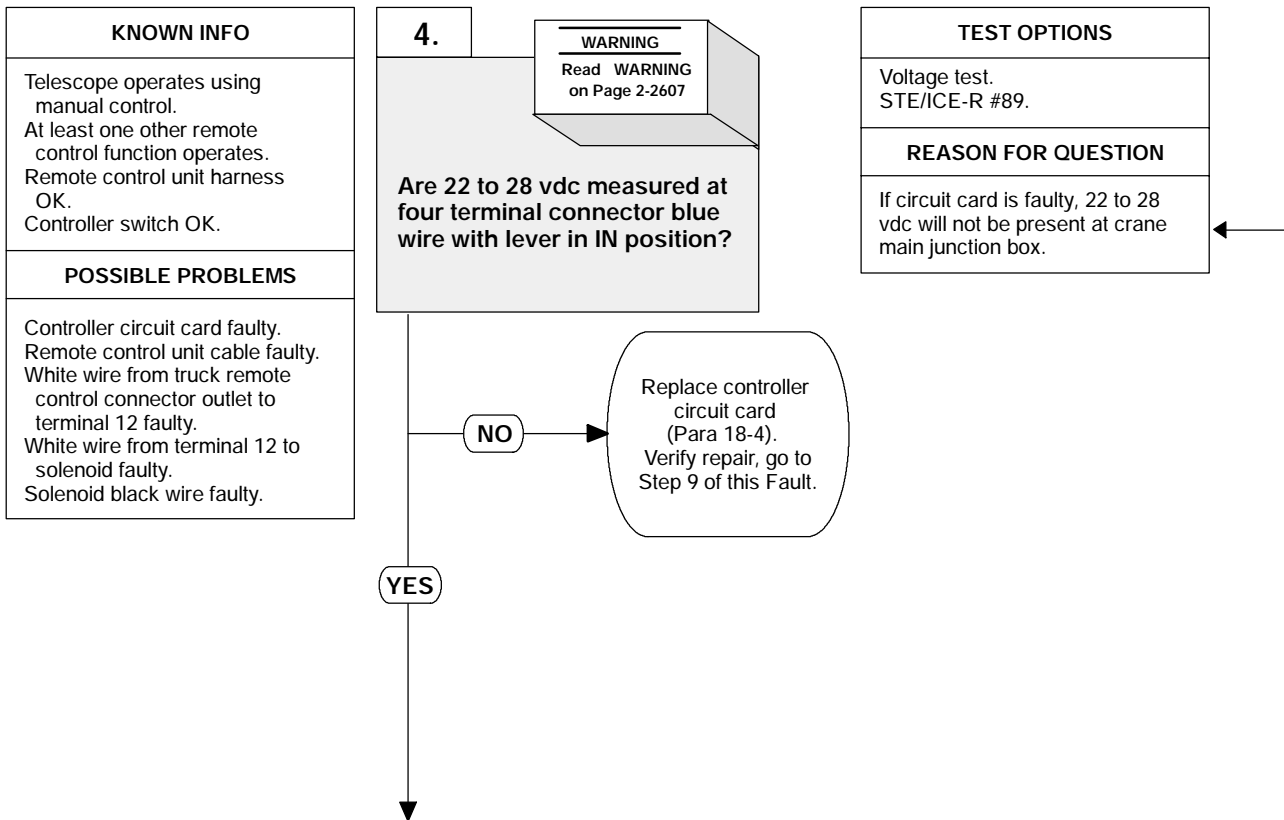 KNOWN INFO
Telescope operates using
manual control.
At least one other remote
control function operates.
Remote control unit harness
OK.
Controller switch OK.
POSSIBLE PROBLEMS
Controller circuit card faulty.
Remote control unit cable faulty.
White wire from truck remote
control connector outlet to
terminal 12 faulty.
White wire from terminal 12 to
solenoid faulty.
Solenoid black wire faulty.
4.
WARNING
Read WARNING
on Page 2-2607
Are 22 to 28 vdc measured at
four terminal connector blue
wire with lever in IN position?
TEST OPTIONS
Voltage test.
STE/ICE-R #89.
REASON FOR QUESTION
If circuit card is faulty, 22 to 28
vdc will not be present at crane
main junction box.
NO
Replace controller
circuit card
(Para 18-4).
Verify repair, go to
Step 9 of this Fault.
YES